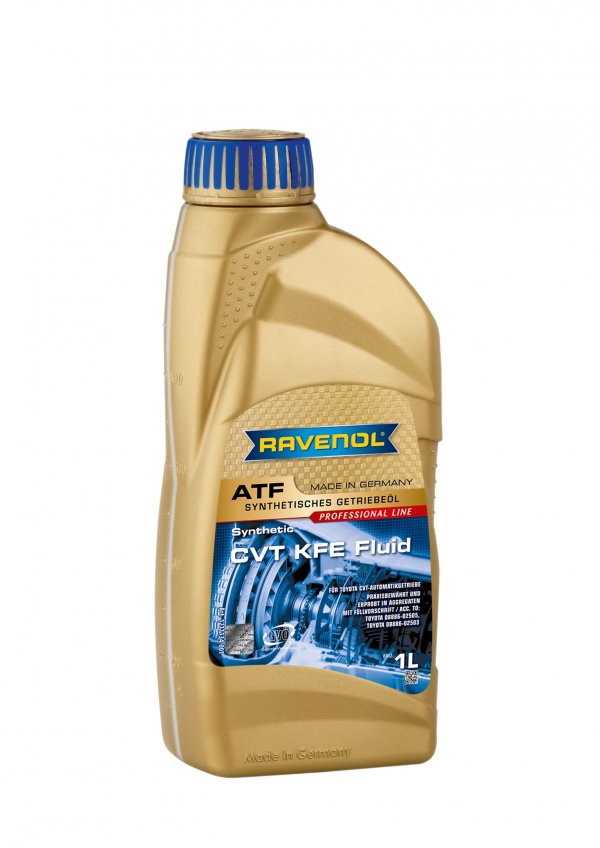 RAVENOL®
ATF
MADE IN GERMANY
SYNTHETISCHES GETRIEBEÖL
PROFESSIONAL LINE
Synthetic
CVT KFE Fluid
FÜR TOYOTA CVT-AUTOMATIKGETRIEBE
PRAXISBEWÄHRT UND
ERPROBT IN AGGREGATEN
MIT FÜLLVORSCHRIFT / ACC. TO:
TOYOTA 08886-02505,
TOYOTA 08886-02503
1L
Made in Germany